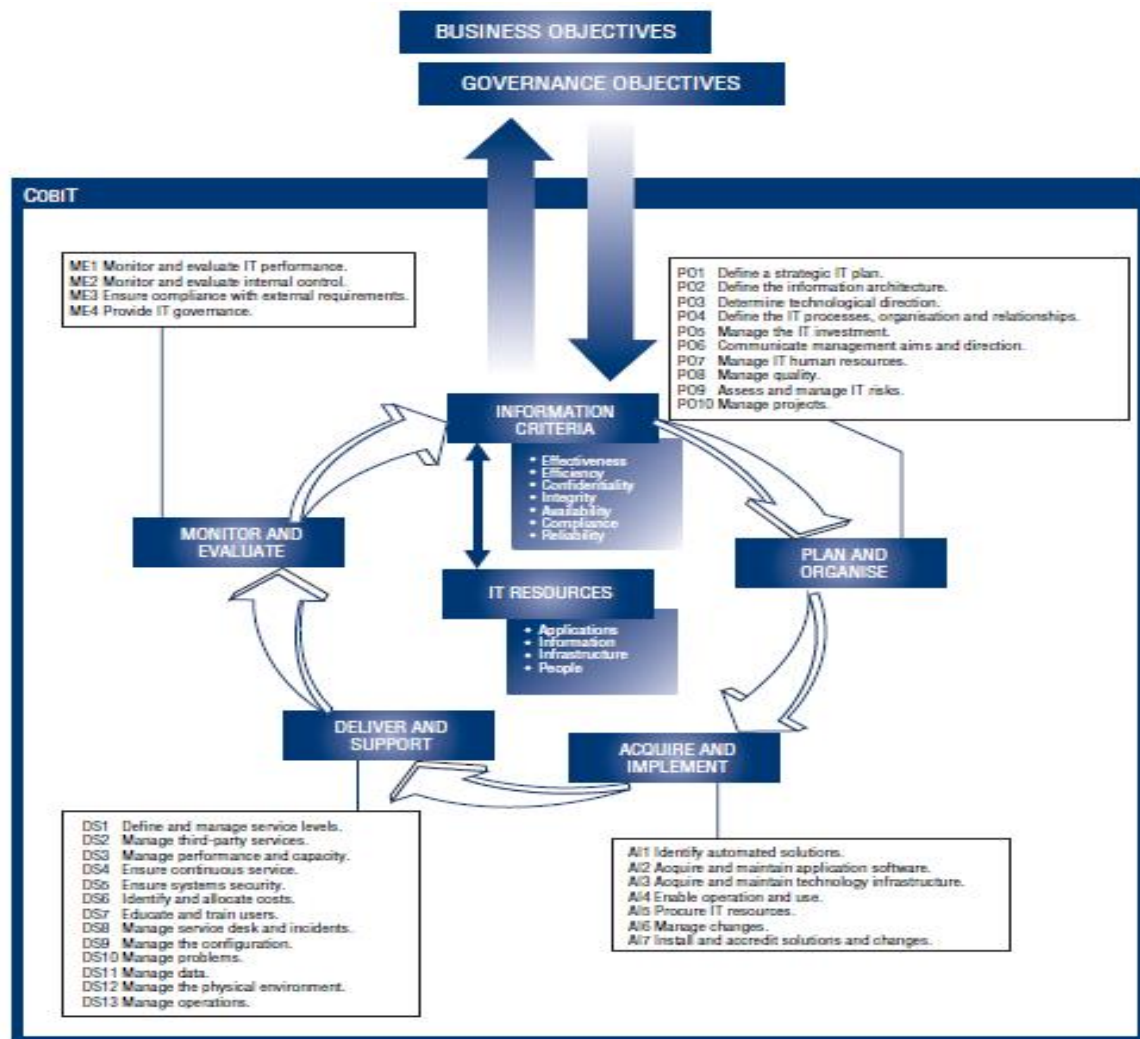 BUSINESS OBJECTIVES
GOVERNANCE OBJECTIVES
COBIT
ME1 Monitor and evaluate IT performance.
ME2 Monitor and evaluate internal control.
ME3 Ensure compliance with external requirements.
ME4 Provide IT governance.
PO1 Define a strategic IT plan.
PO2 Define the information architecture.
PO3 Determine technological direction.
PO4 Define the IT processes, organisation and relationships.
PO5 Manage the IT investment.
PO6 Communicate management aims and direction.
PO7 Manage IT human resources.
PO8 Manage quality.
PO9 Assess and manage IT risks.
PO10 Manage projects.
INFORMATION
CRITERIA
• Effectiveness
• Efficiency
• Confidentiality
• Integrity
• Availability
• Compliance
• Reliability
MONITOR AND
EVALUATE
PLAN AND
ORGANISE
IT RESOURCES
• Applications
• Information
• Infrastructure
• People
DELIVER AND
SUPPORT
ACQUIRE AND
IMPLEMENT
DS1 Define and manage service levels.
DS2 Manage third-party services.
DS3 Manage performance and capacity.
DS4 Ensure continuous service.
DS5 Ensure systems security.
DS6 Identify and allocate costs.
DS7 Educate and train users.
DS8 Manage service desk and incidents.
DS9 Manage the configuration.
DS10 Manage problems.
DS11 Manage data.
DS12 Manage the physical environment.
DS13 Manage operations.
AI1 Identify automated solutions.
AI2 Acquire and maintain application software.
AI3 Acquire and maintain technology infrastructure.
AI4 Enable operation and use.
AI5 Procure IT resources.
AI6 Manage changes.
AI7 Install and accredit solutions and changes.